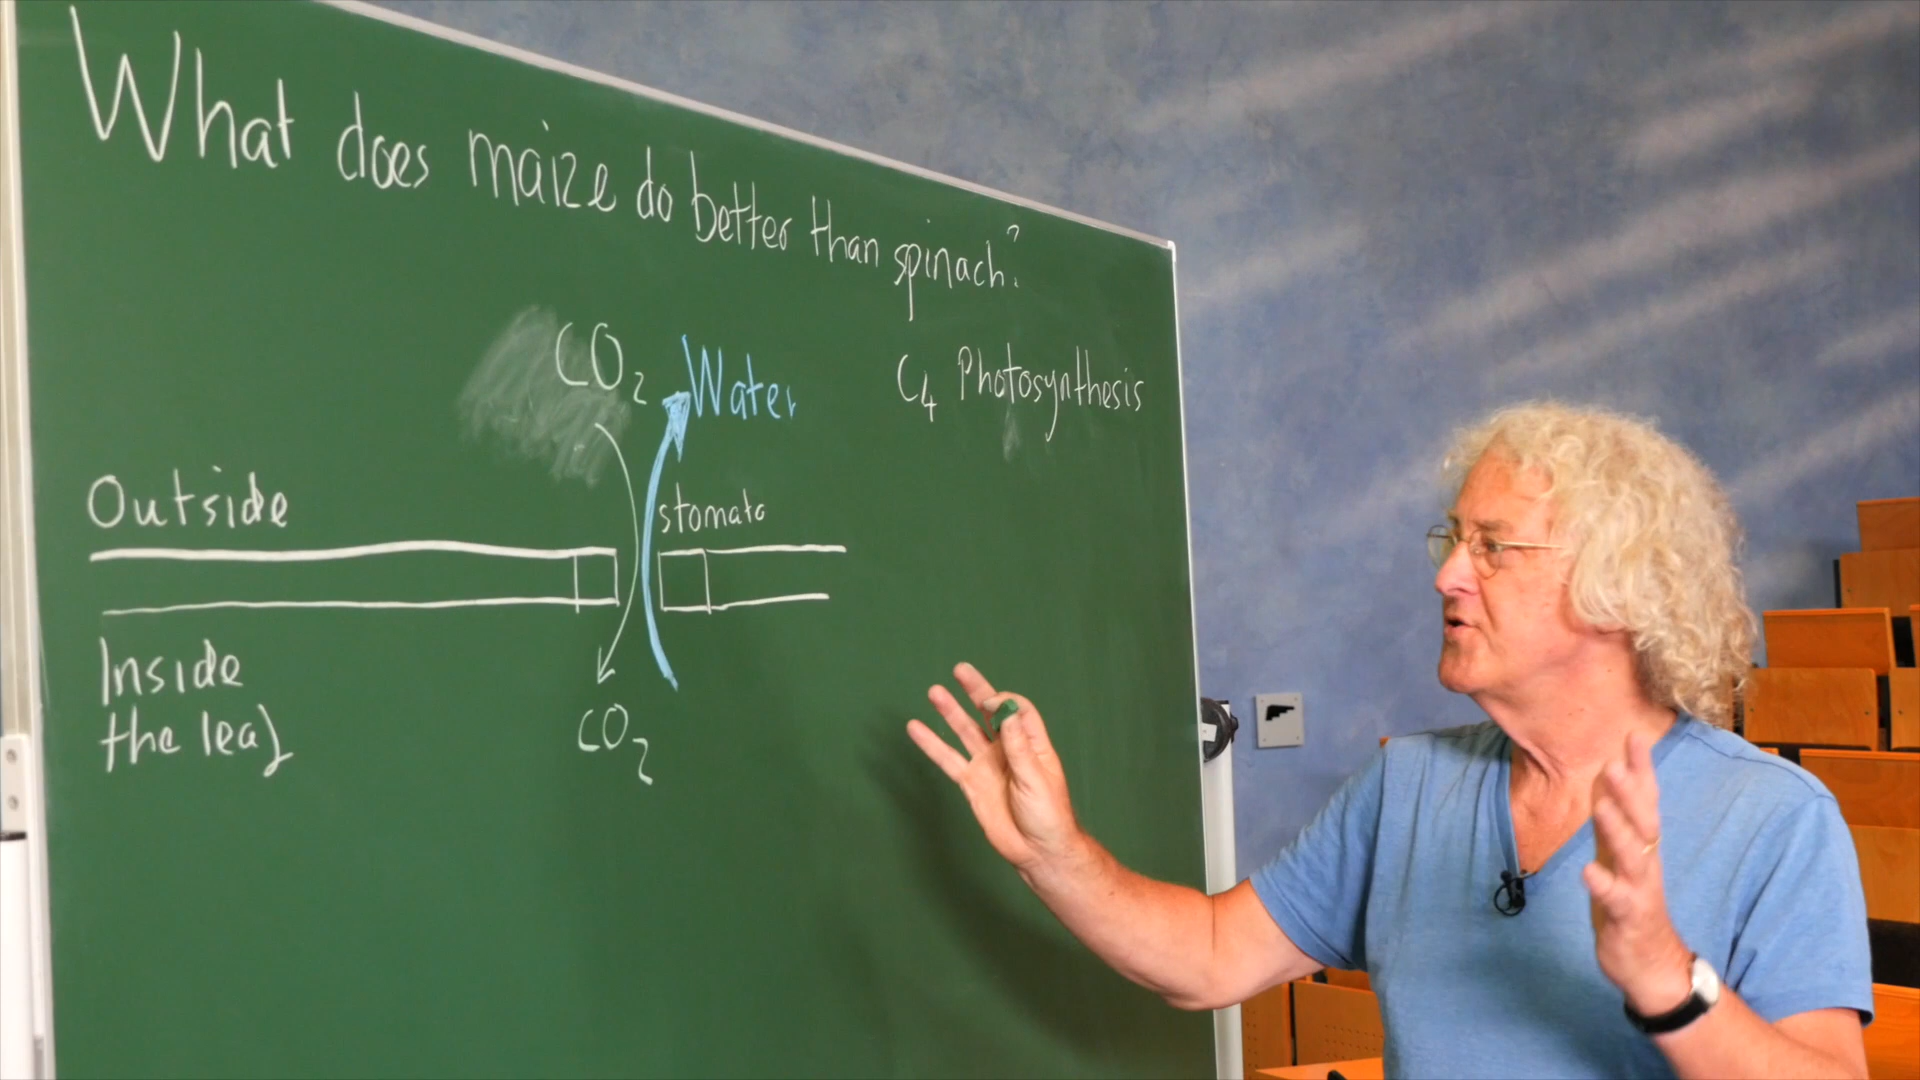 What does maize do better than spinach?
CO2
Water
C4 Photosynthesis
Outside
stomata
Inside
the leaf
CO2